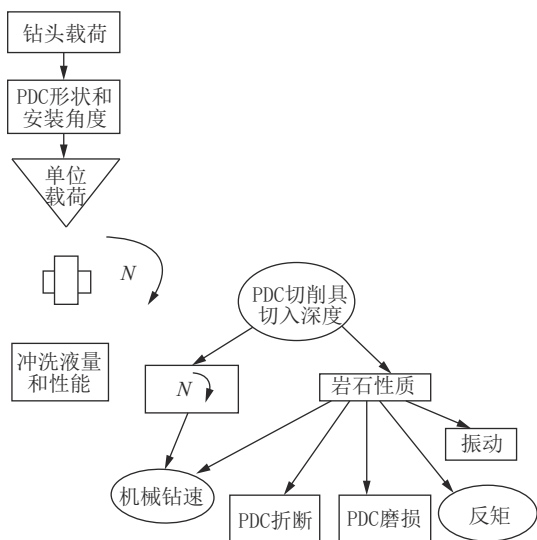 钻头载荷
PDC形状和
安装角度
单位
载荷
N
PDC切削具
切入深度
冲洗液量
和性能
N
岩石性质
振动
机械钻速
PDC折断
PDC磨损
反矩